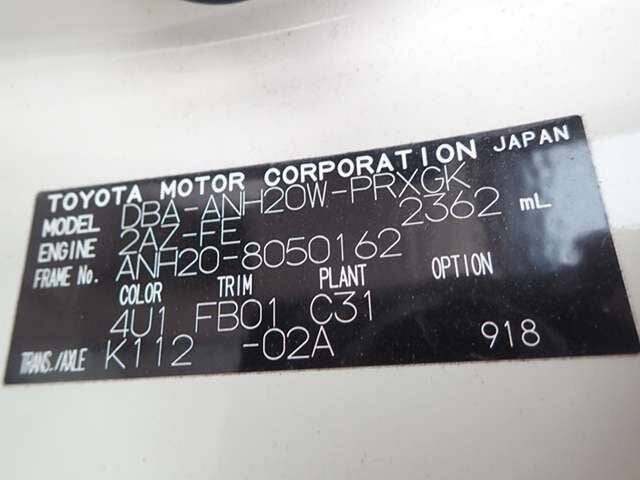 TOYOTA MOTOR CORPORATION JAPAN
MODEL DBA-ANH20W-PRXGK
ENGINE 2AZ-FE 2362 mL
FRAME No. ANH20-8050162
COLOR TRIM PLANT OPTION
4U1 FB01 C31
TRANS./AXLE K112 -02A 918